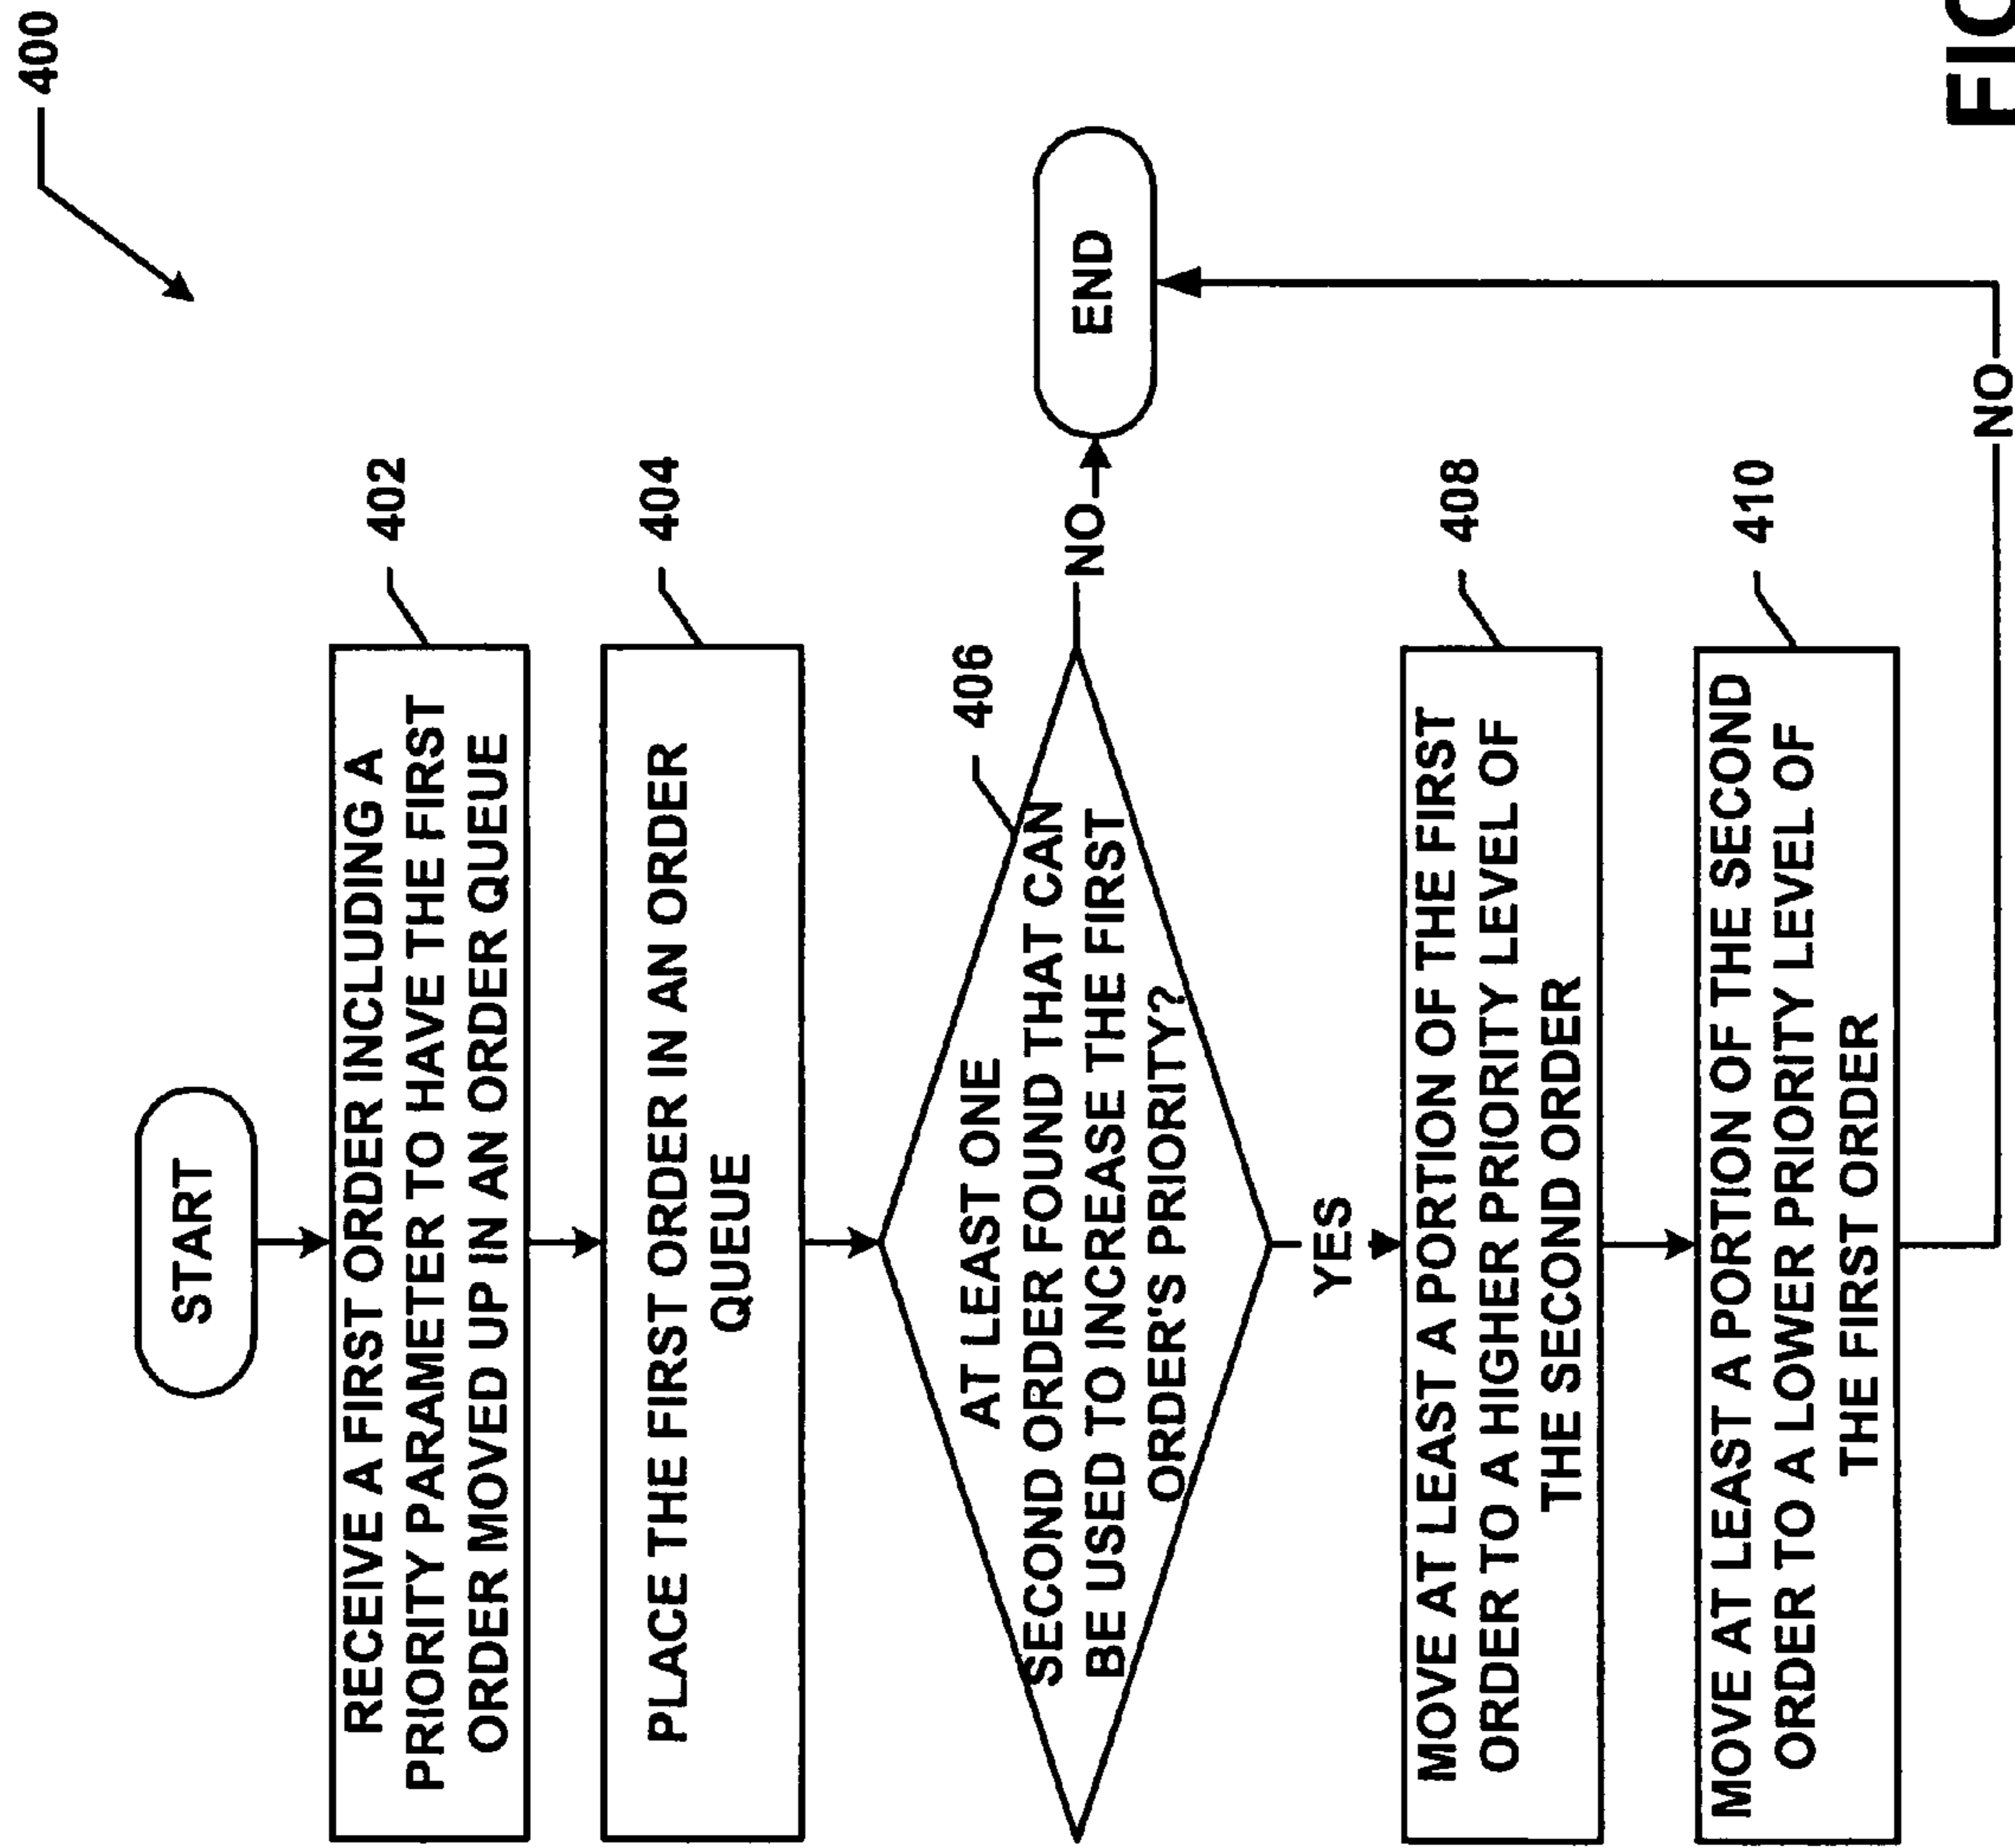 400
START
RECEIVE A FIRST ORDER INCLUDING A
PRIORITY PARAMETER TO HAVE THE FIRST
ORDER MOVED UP IN AN ORDER QUEUE
402
PLACE THE FIRST ORDER IN AN ORDER
QUEUE
404
AT LEAST ONE
SECOND ORDER FOUND THAT CAN
BE USED TO INCREASE THE FIRST
ORDER'S PRIORITY?
406
NO
END
YES
MOVE AT LEAST A PORTION OF THE FIRST
ORDER TO A HIGHER PRIORITY LEVEL OF
THE SECOND ORDER
408
MOVE AT LEAST A PORTION OF THE SECOND
ORDER TO A LOWER PRIORITY LEVEL OF
THE FIRST ORDER
410
NO